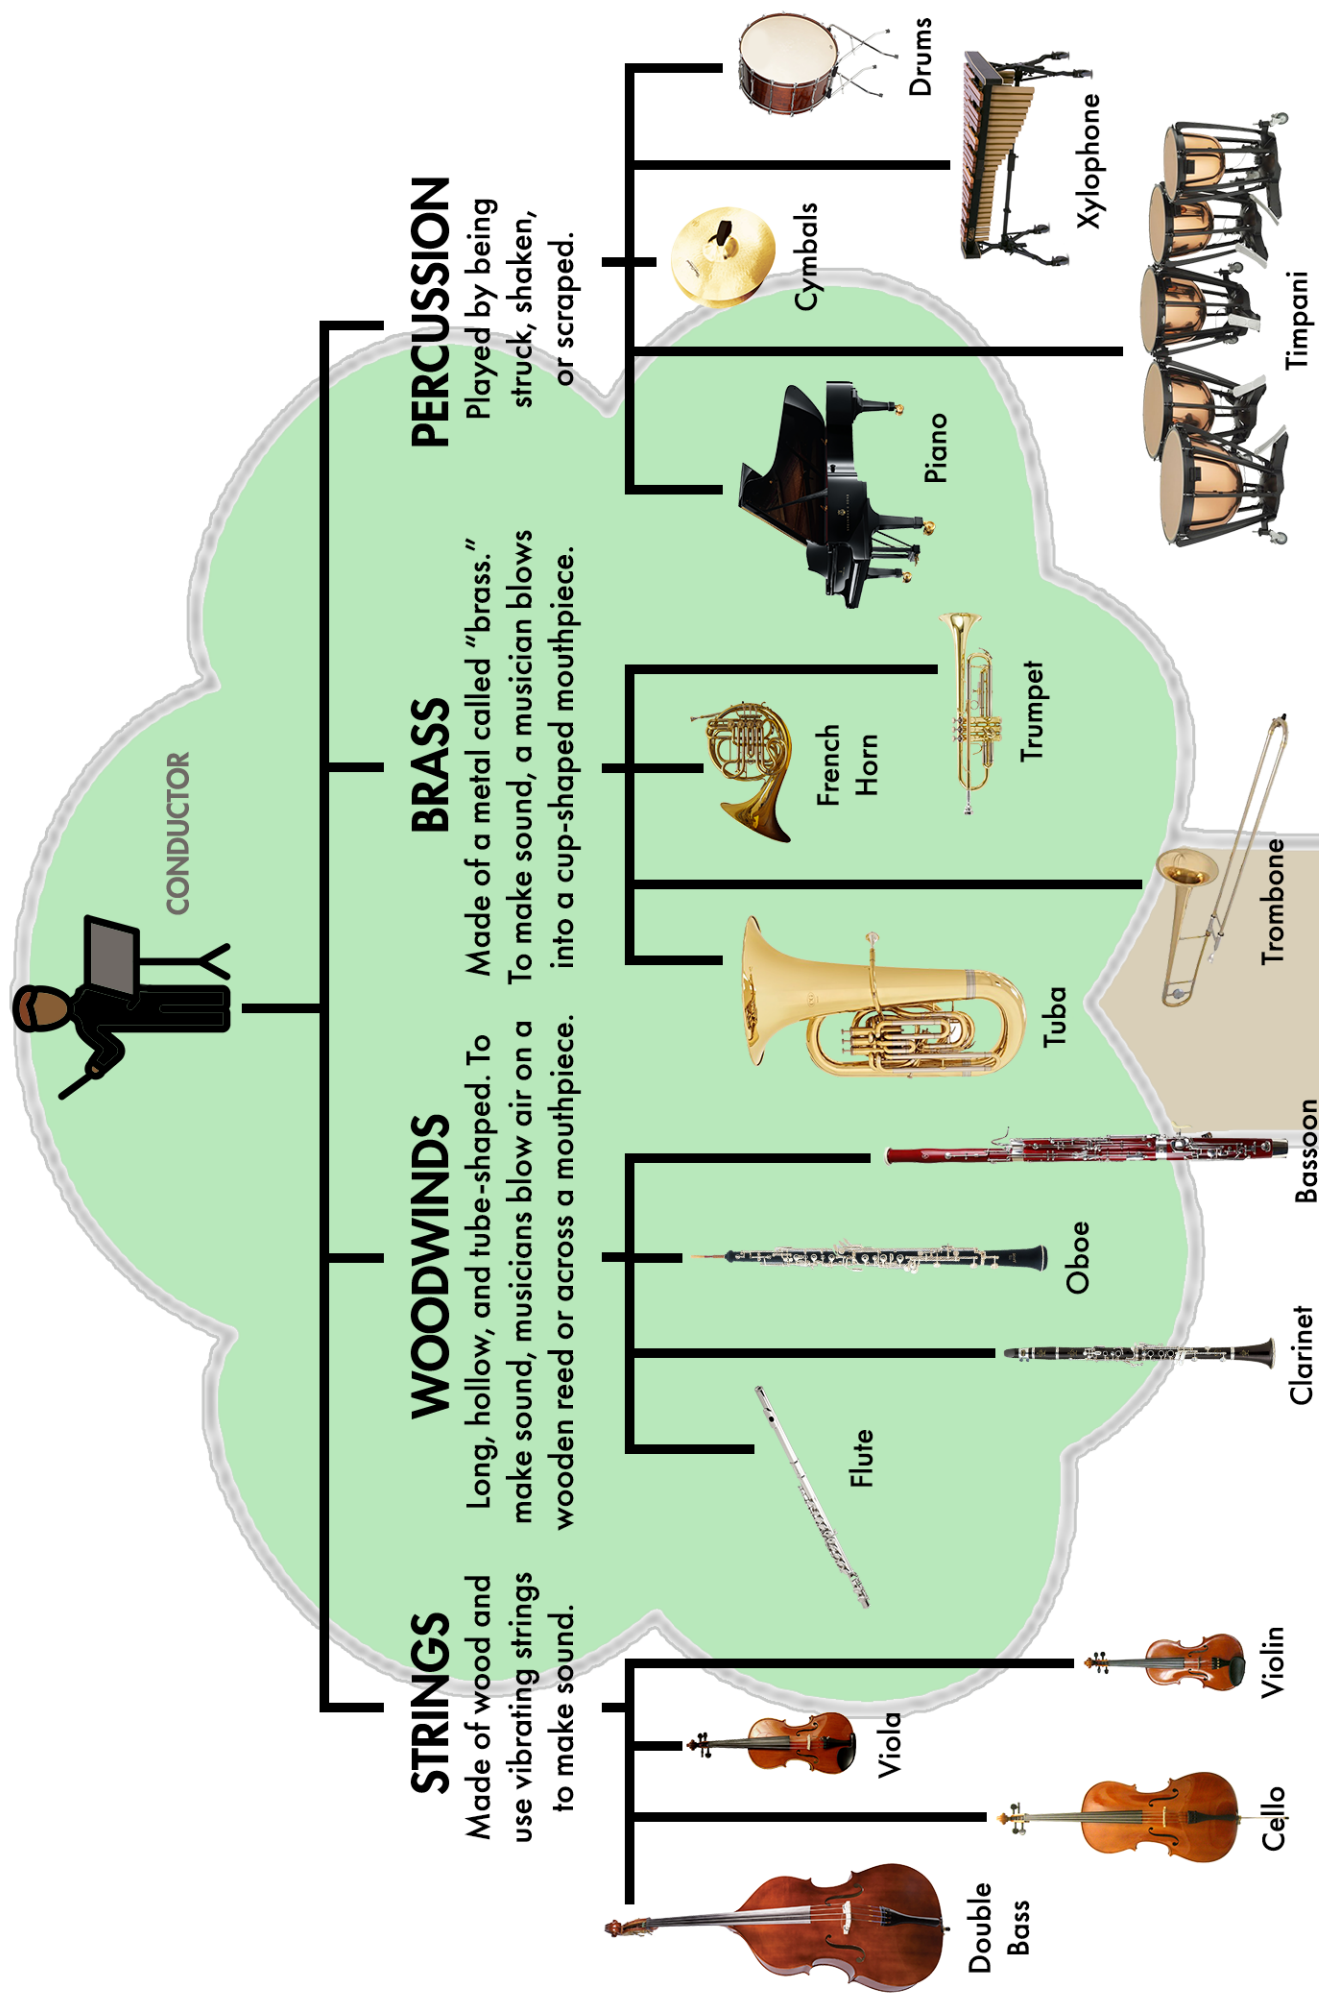 CONDUCTOR
STRINGS
Made of wood and
use vibrating strings
to make sound.
WOODWINDS
Long, hollow, and tube-shaped. To
make sound, musicians blow air on a
wooden reed or across a mouthpiece.
BRASS
Made of a metal called “brass.”
To make sound, a musician blows
into a cup-shaped mouthpiece.
PERCUSSION
Played by being
struck, shaken,
or scraped.
Double
Bass
Cello
Viola
Violin
Flute
Clarinet
Oboe
Bassoon
Tuba
Trombone
French
Horn
Trumpet
Piano
Timpani
Cymbals
Xylophone
Drums